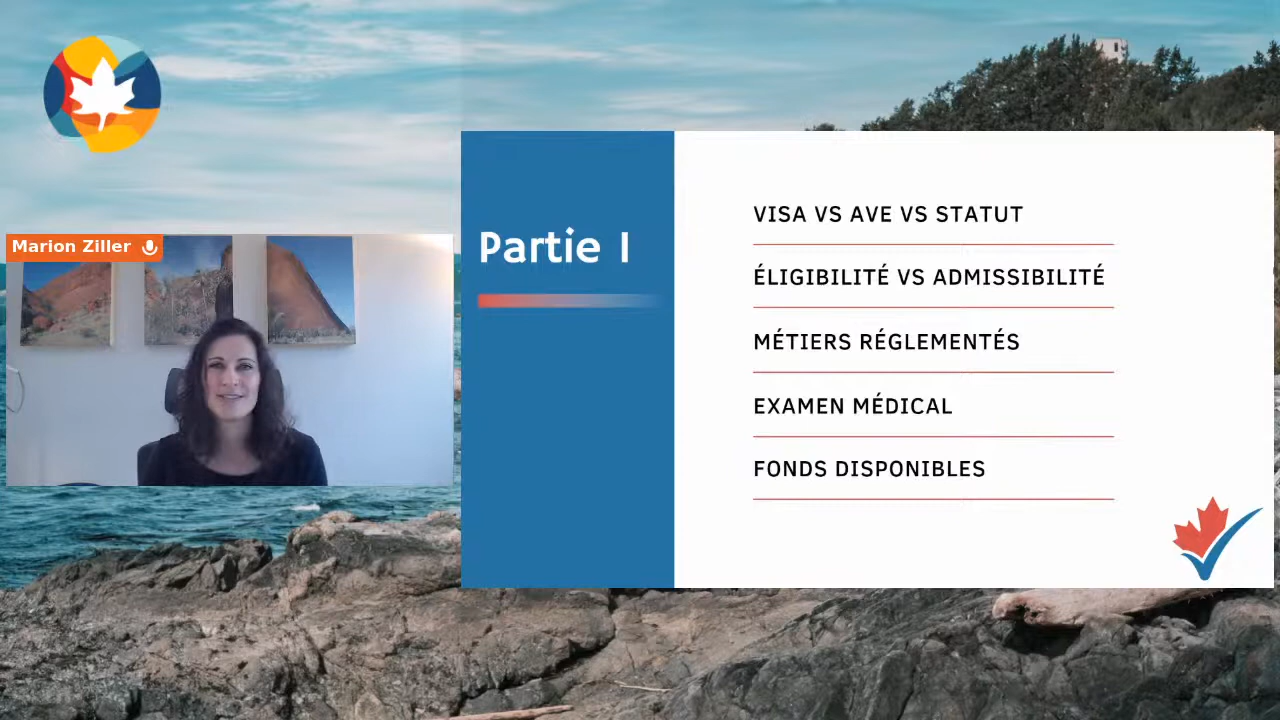 Marion Ziller
Partie I
VISA VS AVE VS STATUT
ÉLIGIBILITÉ VS ADMISSIBILITÉ
MÉTIERS RÉGLEMENTÉS
EXAMEN MÉDICAL
FONDS DISPONIBLES